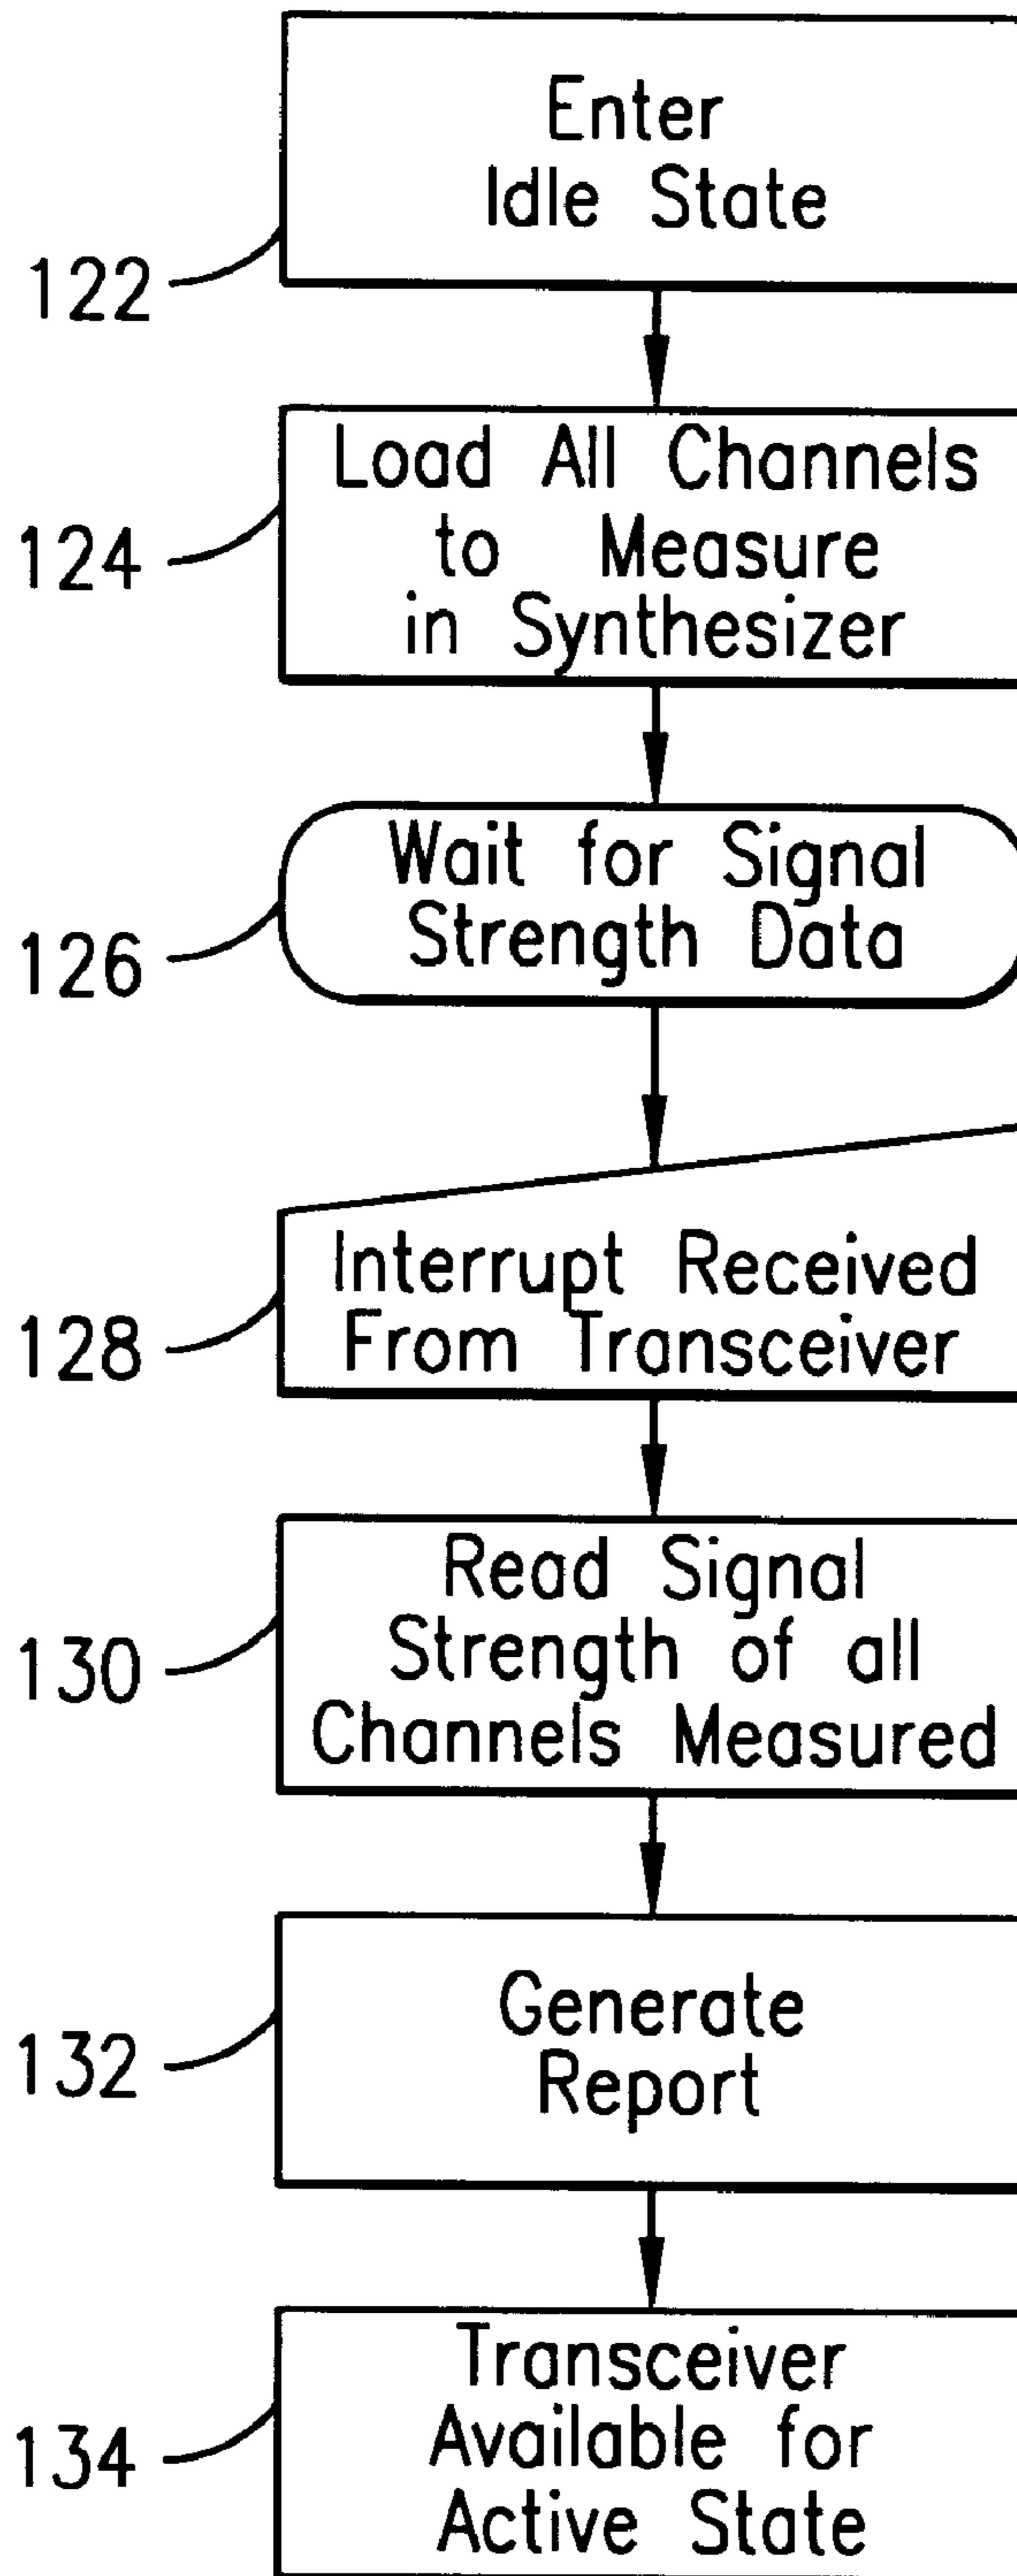 Enter
Idle State
122
Load All Channels
to Measure
in Synthesizer
124
Wait for Signal
Strength Data
126
Interrupt Received
From Transceiver
128
Read Signal
Strength of all
Channels Measured
130
Generate
Report
132
Transceiver
Available for
Active State
134